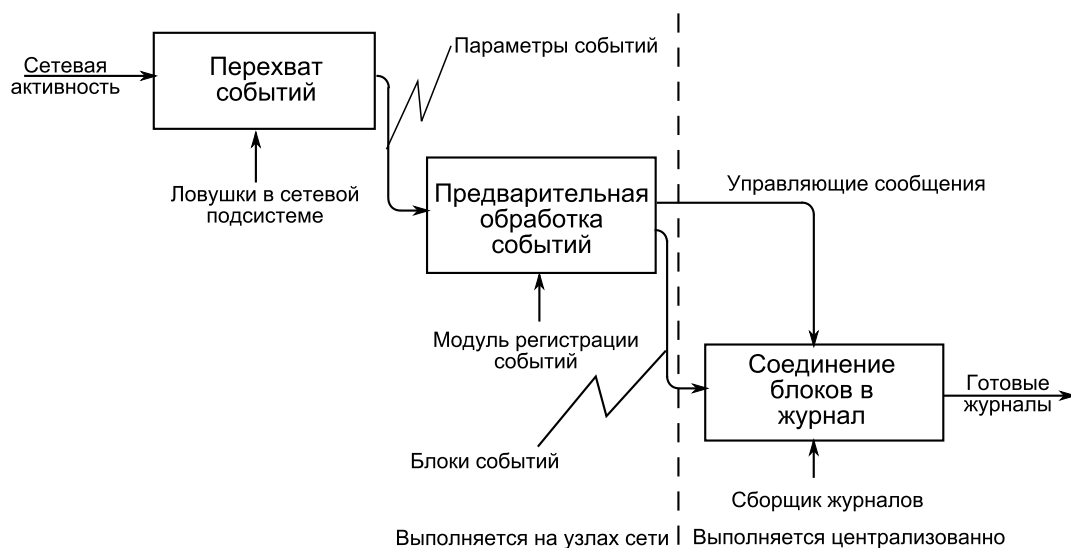 Сетевая
активность
Перехват
событий
Параметры событий
Ловушки в сетевой
подсистеме
Предварительная
обработка
событий
Управляющие сообщения
Модуль регистрации
событий
Соединение
блоков в
журнал
Готовые
журналы
Блоки событий
Сборщик журналов
Выполняется на узлах сети
Выполняется централизованно